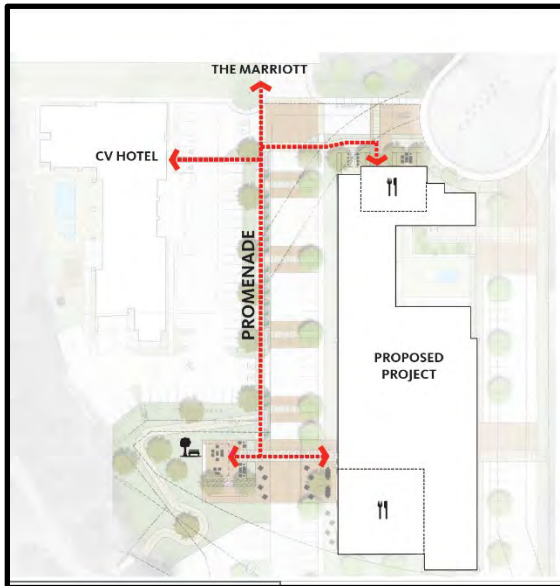 THE MARRIOTT
CV HOTEL
PROMENADE
PROPOSED
PROJECT